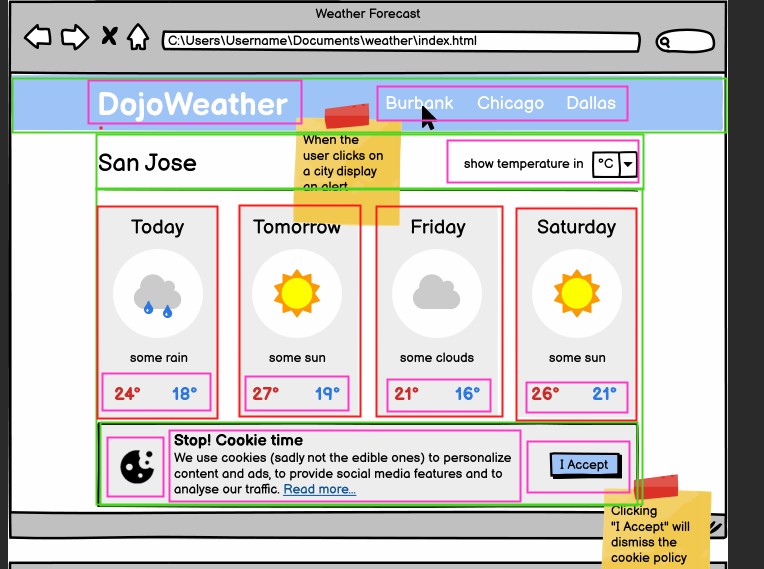 Weather Forecast
C:\Users\Username\Documents\weather\index.html
DojoWeather
Burbank Chicago Dallas
When the
user clicks on
a city display
an alert
San Jose
show temperature in °C
Today
Tomorrow
Friday
Saturday
some rain
some sun
some clouds
some sun
24° 18°
27° 19°
21° 16°
26° 21°
Stop! Cookie time
We use cookies (sadly not the edible ones) to personalize
content and ads, to provide social media features and to
analyse our traffic. Read more...
I Accept
Clicking
"I Accept" will
dismiss the
cookie policy